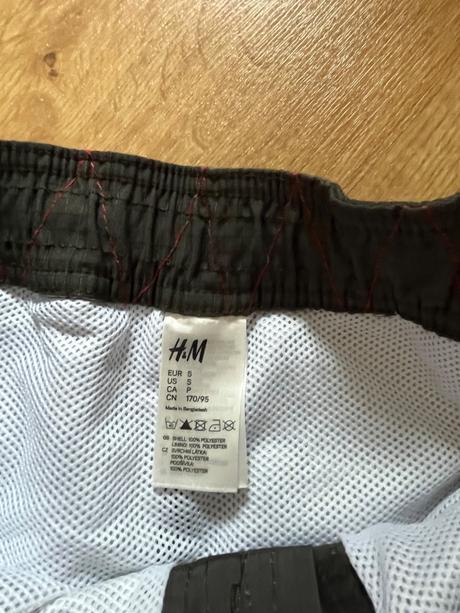 H&M
EUR S
US S
CA P
CN 170/95
Made in Bangladesh
GB SHELL: 100% POLYESTER
LINING: 100% POLYESTER
CZ SVRCHNÍ LÁTKA:
100% POLYESTER
PODŠÍVKA:
100% POLYESTER